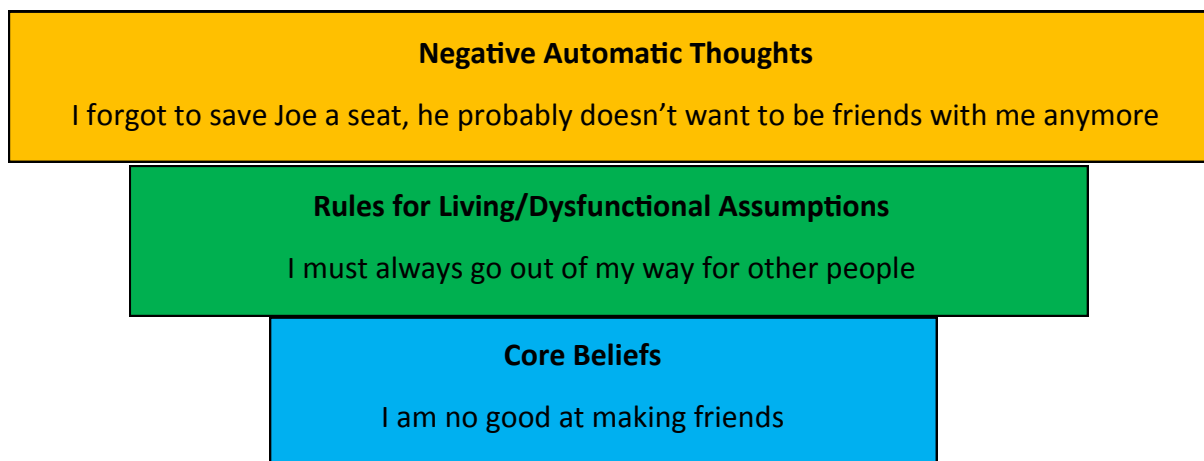 Negative Automatic Thoughts
I forgot to save Joe a seat, he probably doesn’t want to be friends with me anymore
Rules for Living/Dysfunctional Assumptions
I must always go out of my way for other people
Core Beliefs
I am no good at making friends